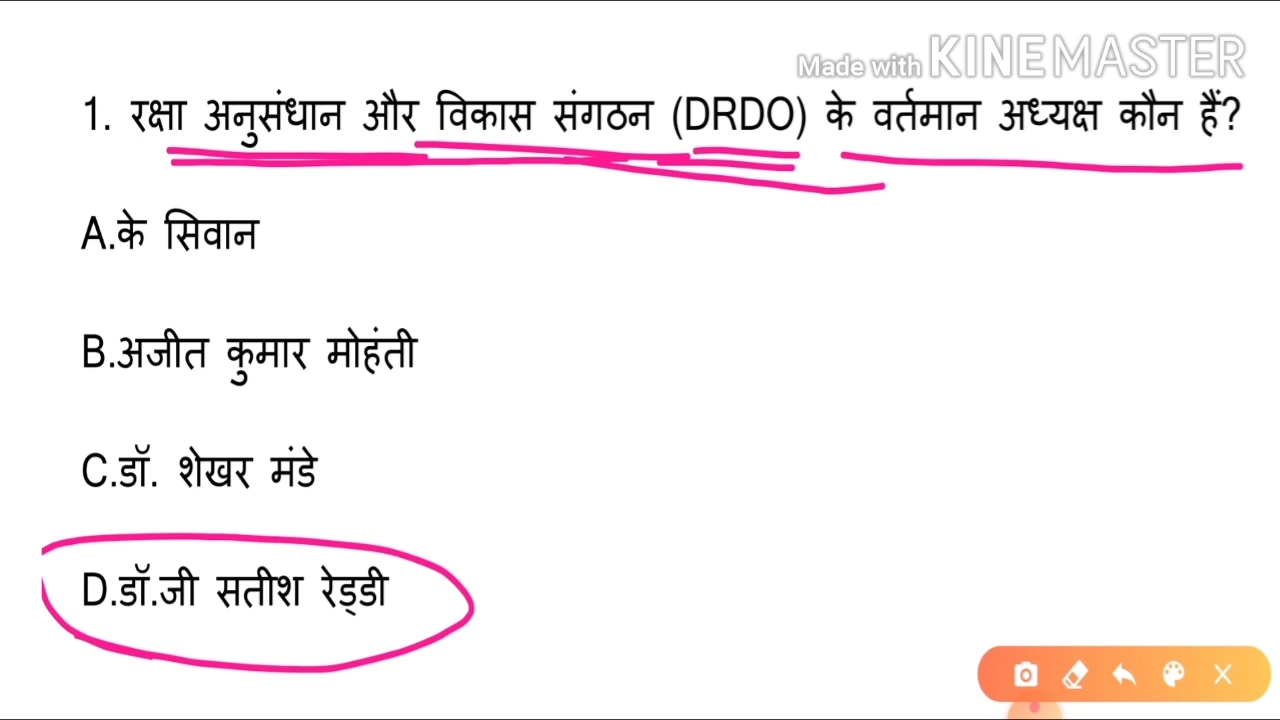 Made with KINEMASTER
1. रक्षा अनुसंधान और विकास संगठन (DRDO) के वर्तमान अध्यक्ष कौन हैं?
A.के सिवान
B.अजीत कुमार मोहंती
C.डॉ. शेखर मंडे
D.डॉ.जी सतीश रेड्डी